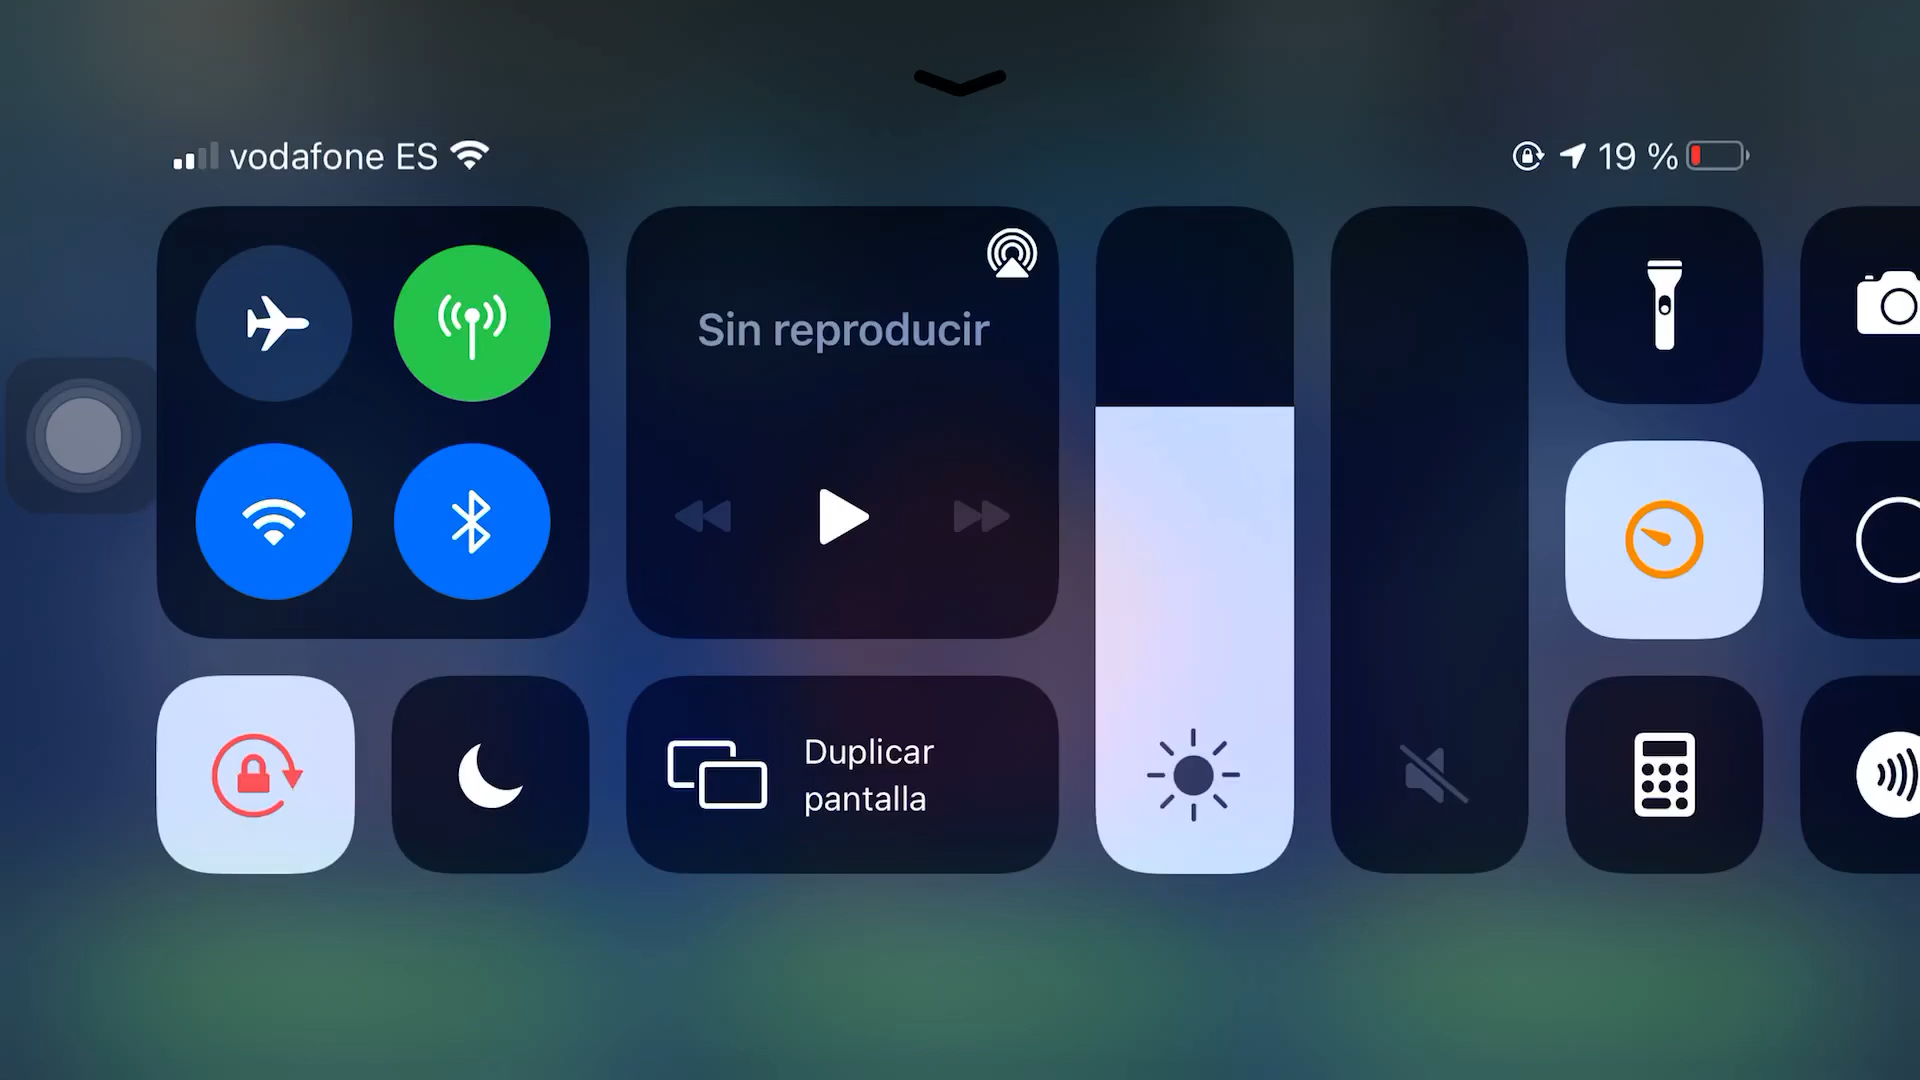 vodafone ES
19 %
Sin reproducir
Duplicar
pantalla